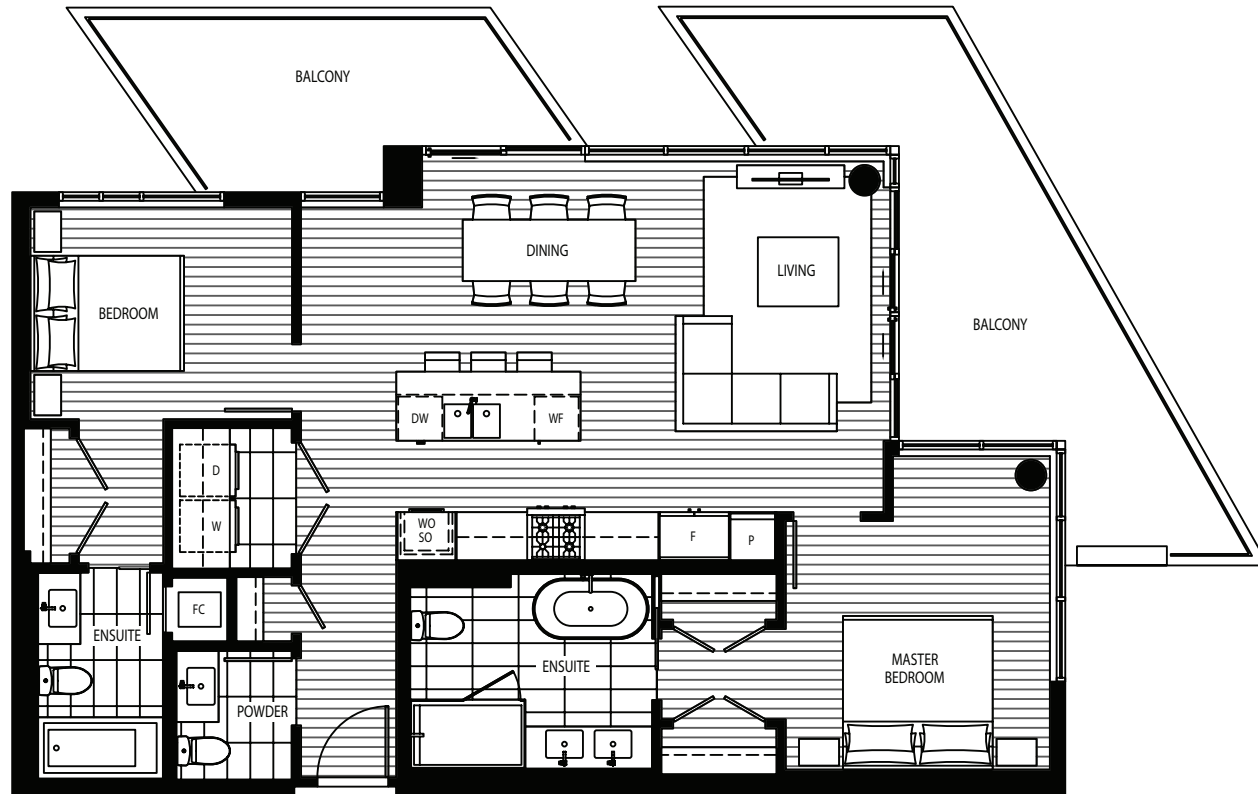 BALCONY
DINING
LIVING
BEDROOM
BALCONY
DW
WF
D
W
WO
SO
F
P
FC
ENSUITE
ENSUITE
MASTER
BEDROOM
POWDER